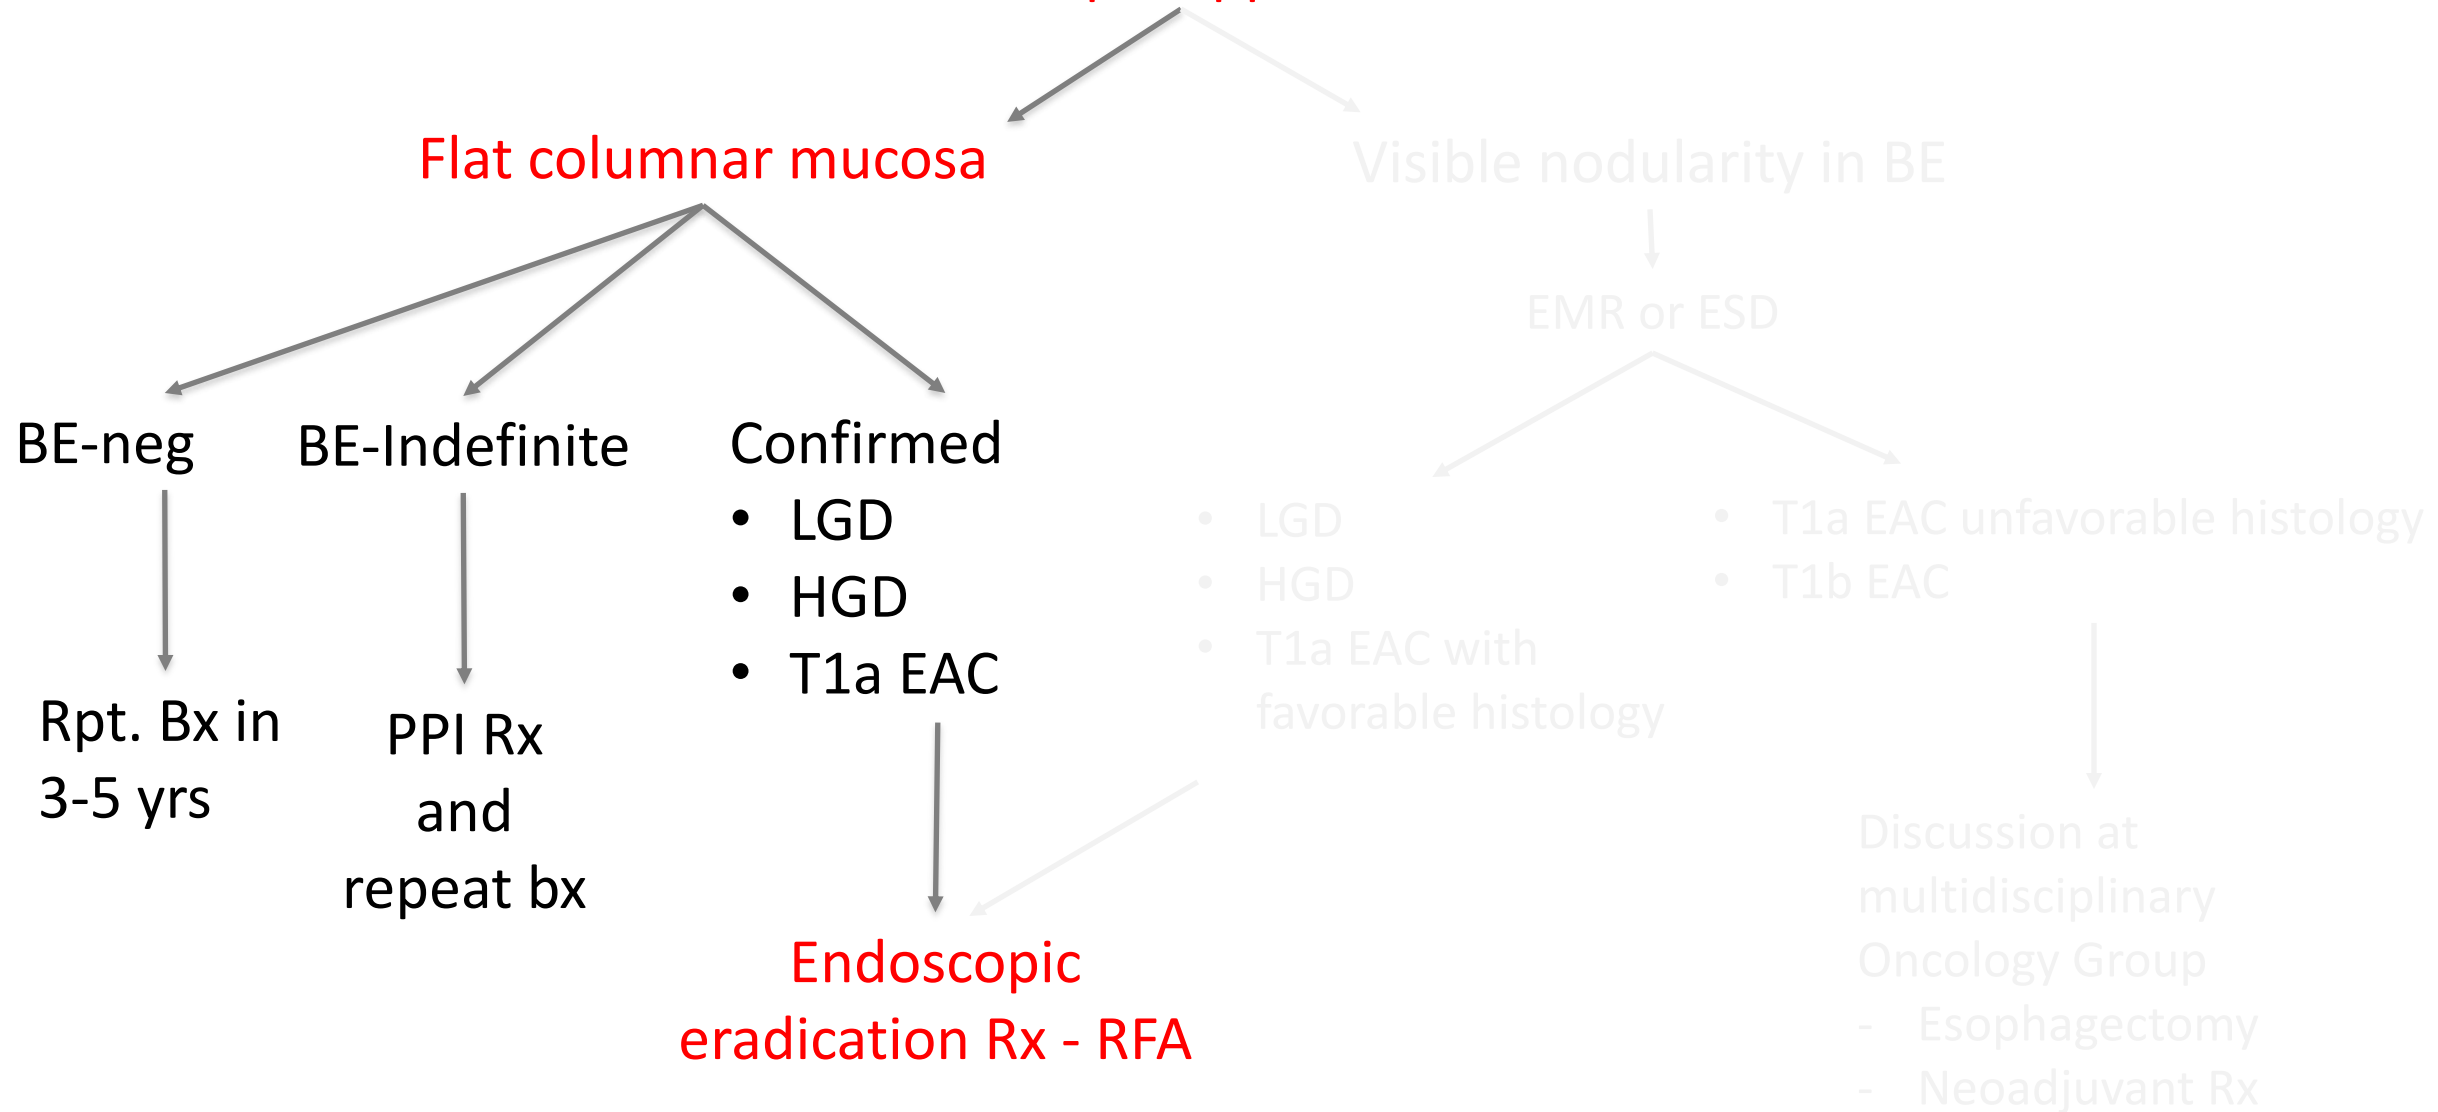 Flat columnar mucosa
Visible nodularity in BE
EMR or ESD
BE-neg
BE-Indefinite
Confirmed
• LGD
• HGD
• T1a EAC
• LGD
• HGD
• T1a EAC with
favorable histology
• T1a EAC unfavorable histology
• T1b EAC
Rpt. Bx in
3-5 yrs
PPI Rx
and
repeat bx
Endoscopic
eradication Rx - RFA
Discussion at
multidisciplinary
Oncology Group
- Esophagectomy
- Neoadjuvant Rx